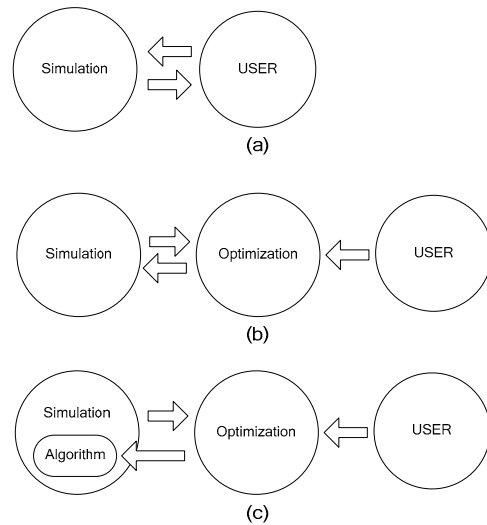 Simulation
USER
(a)
Simulation
Optimization
USER
(b)
Simulation
Algorithm
Optimization
USER
(c)